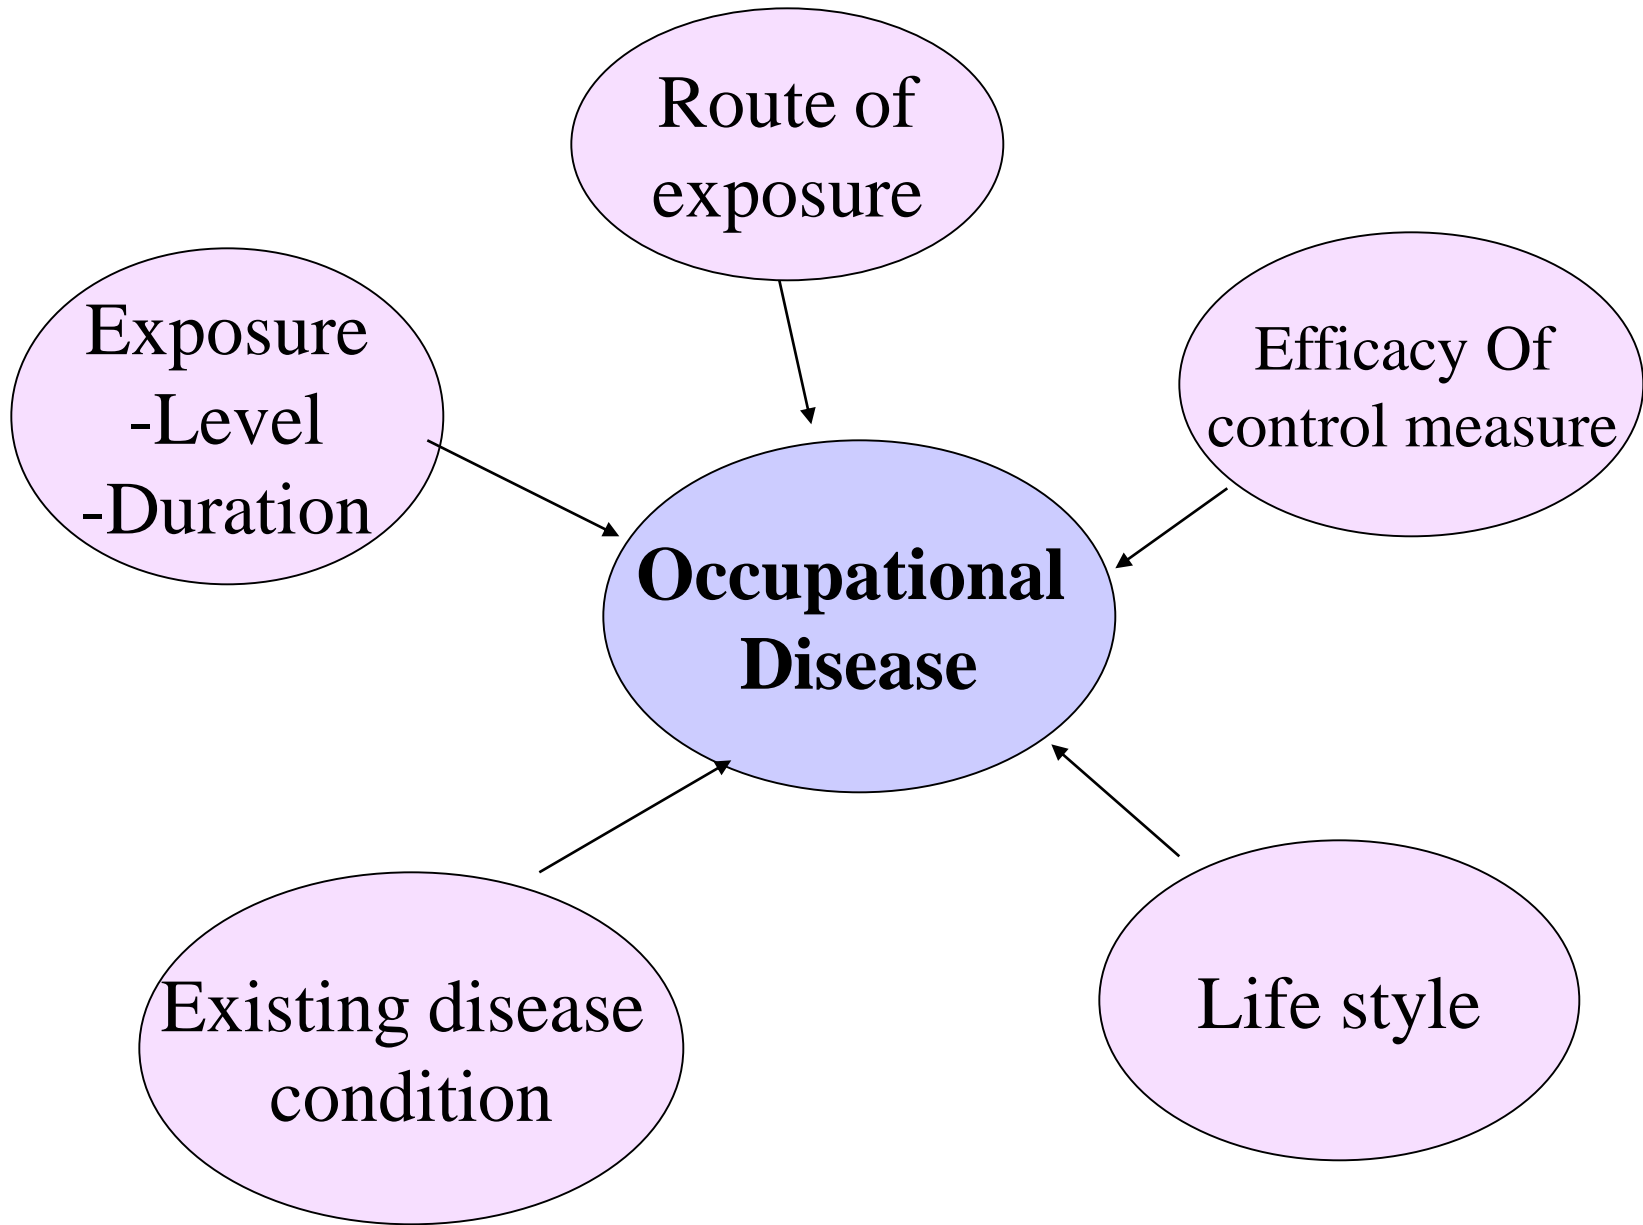 Route of
exposure
Exposure
-Level
-Duration
Efficacy Of
control measure
Occupational
Disease
Existing disease
condition
Life style